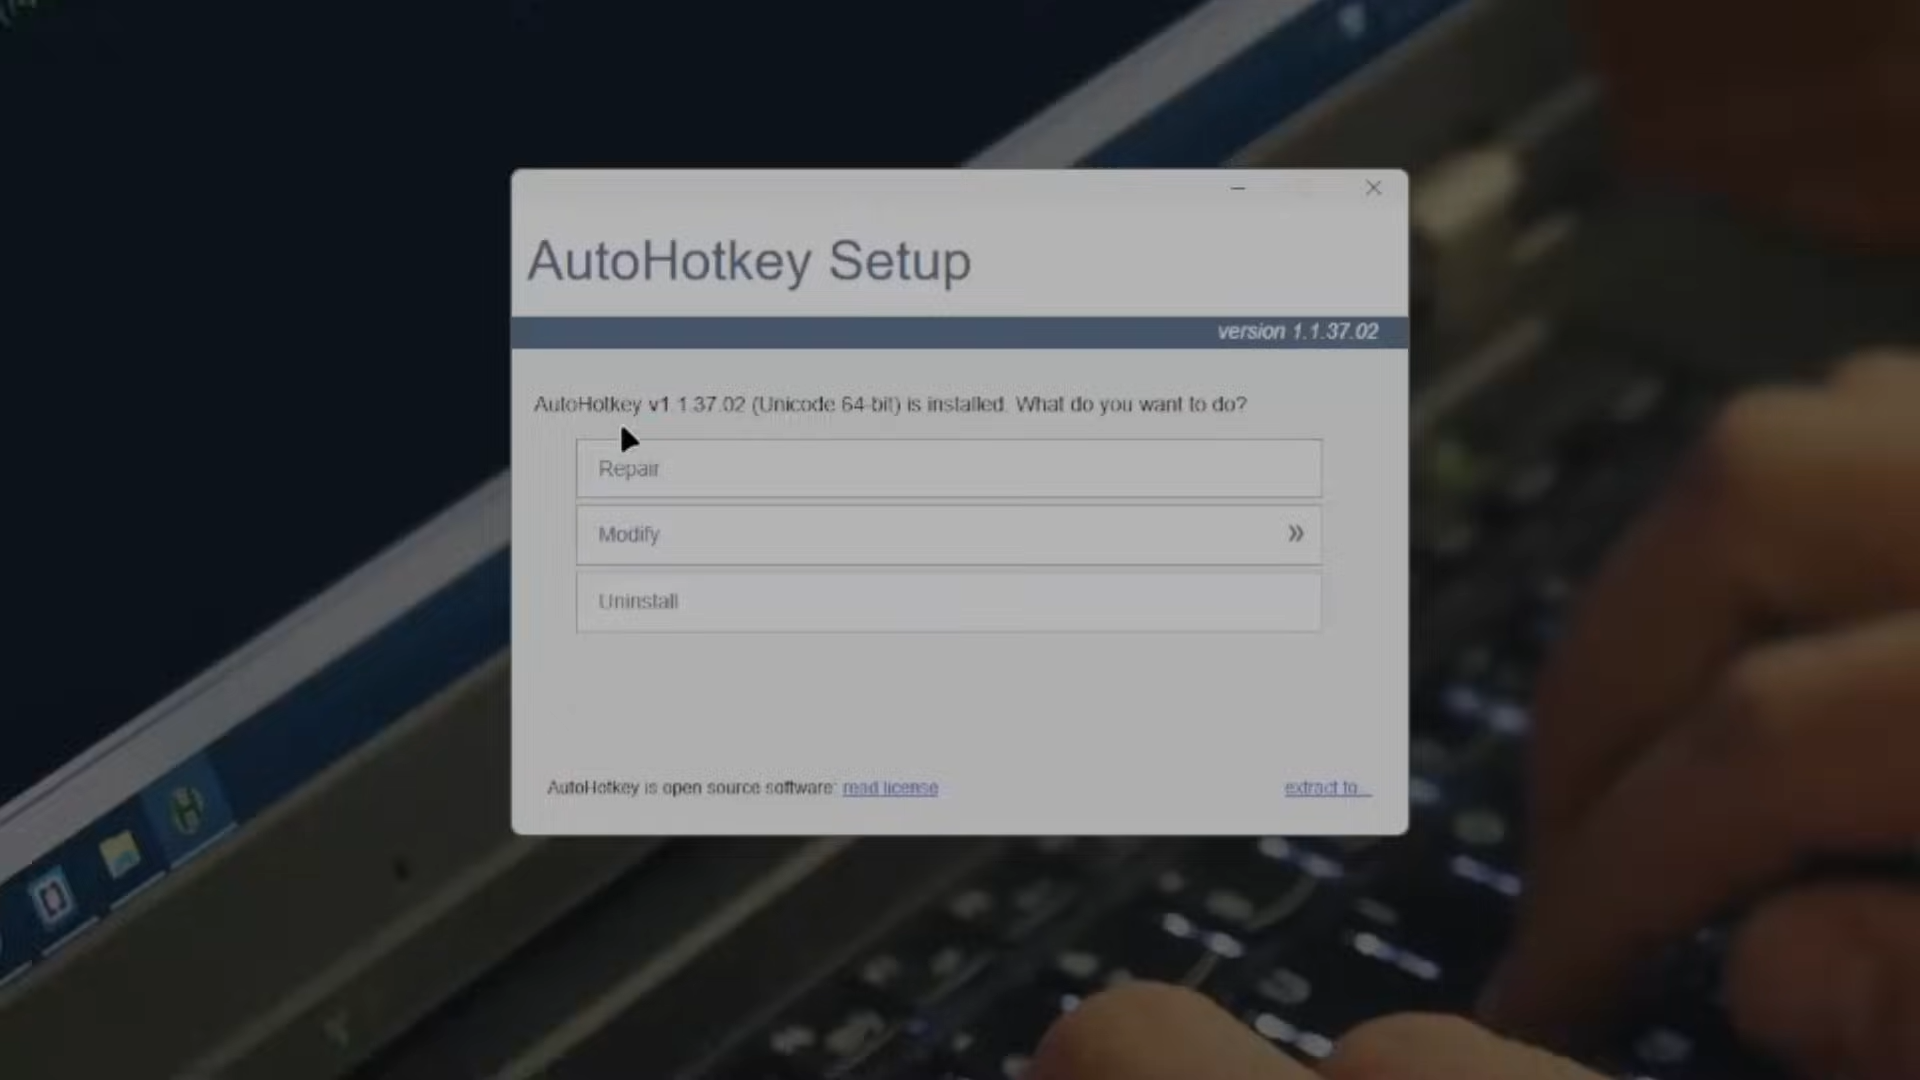 AutoHotkey Setup
version 1.1.37.02
AutoHotkey v1.1.37.02 (Unicode 64-bit) is installed. What do you want to do?
Repair
Modify »
Uninstall
AutoHotkey is open source software: read license
extract to...